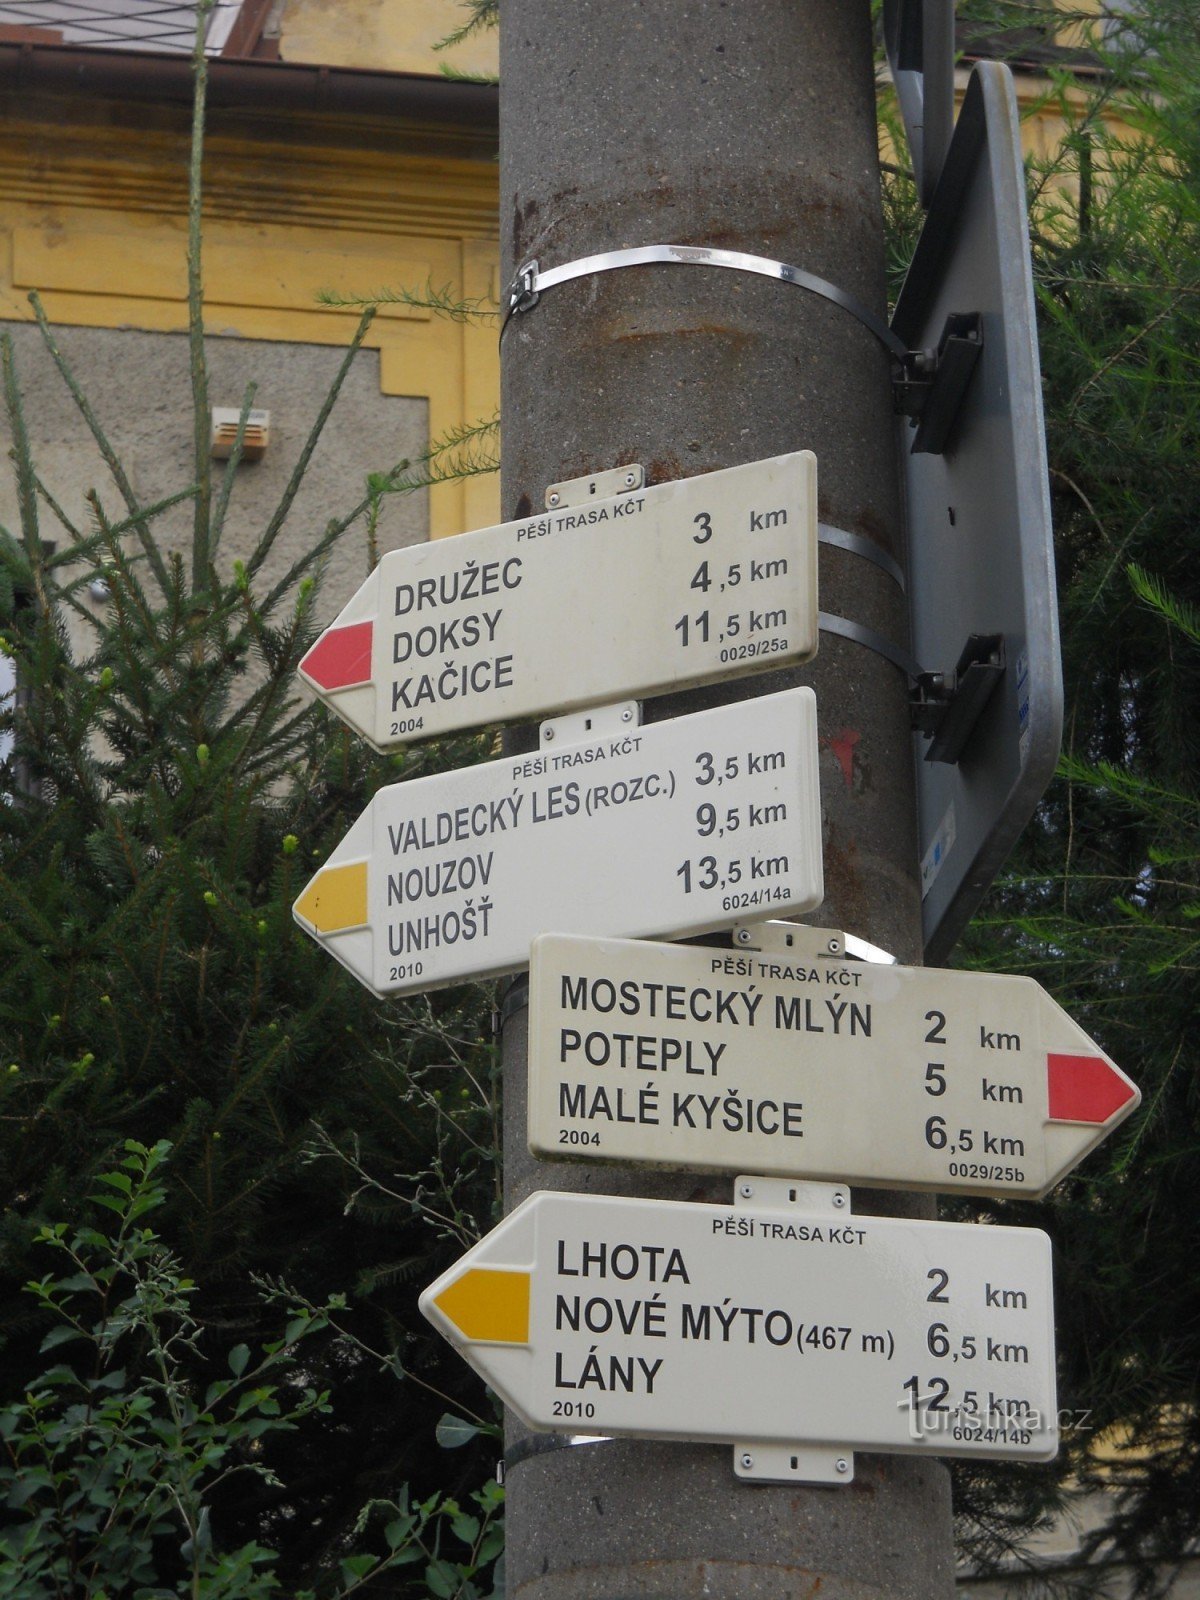 PĚŠÍ TRASA KČT
DRUŽEC 3 km
DOKSY 4,5 km
KAČICE 11,5 km
2004 0029/25a
PĚŠÍ TRASA KČT
VALDECKÝ LES (ROZC.) 3,5 km
NOUZOV 9,5 km
UNHOŠŤ 13,5 km
2010 6024/14a
PĚŠÍ TRASA KČT
MOSTECKÝ MLÝN 2 km
POTEPLY 5 km
MALÉ KYŠICE 6,5 km
2004 0029/25b
PĚŠÍ TRASA KČT
LHOTA 2 km
NOVÉ MÝTO (467 m) 6,5 km
LÁNY 12,5 km
2010 6024/14b
Turistika.cz